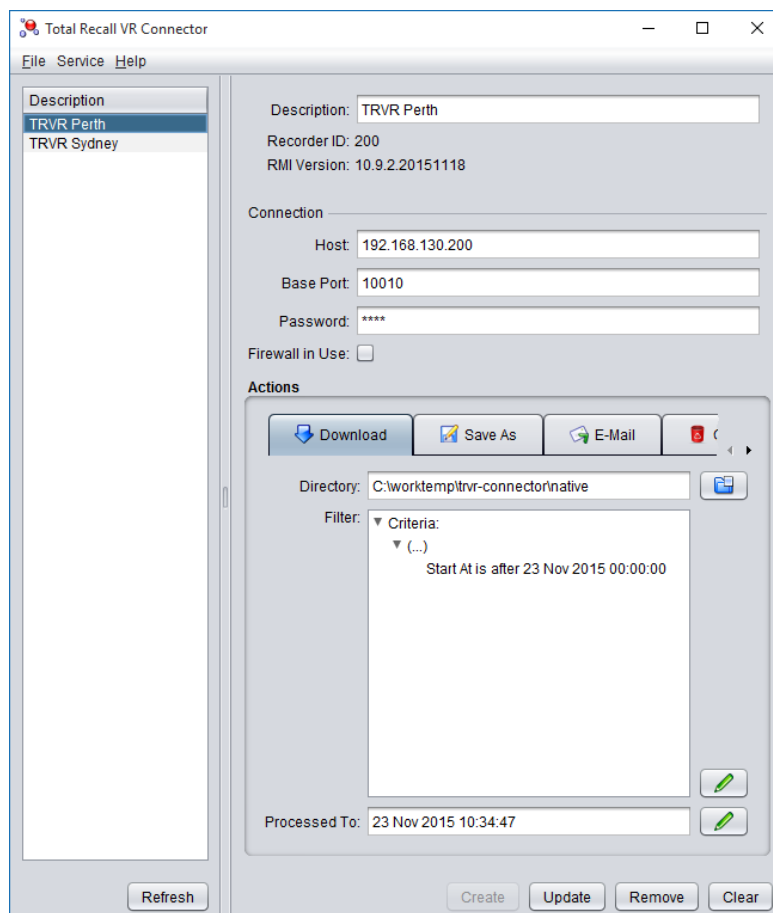 Total Recall VR Connector
File Service Help
Description
TRVR Perth
TRVR Sydney
Refresh
Description: TRVR Perth
Recorder ID: 200
RMI Version: 10.9.2.20151118
Connection
Host: 192.168.130.200
Base Port: 10010
Password: ****
Firewall in Use:
Actions
Download Save As E-Mail
Directory: C:\worktemp\trvr-connector\native
Filter: Criteria:
(...)
Start At is after 23 Nov 2015 00:00:00
Processed To: 23 Nov 2015 10:34:47
Create Update Remove Clear